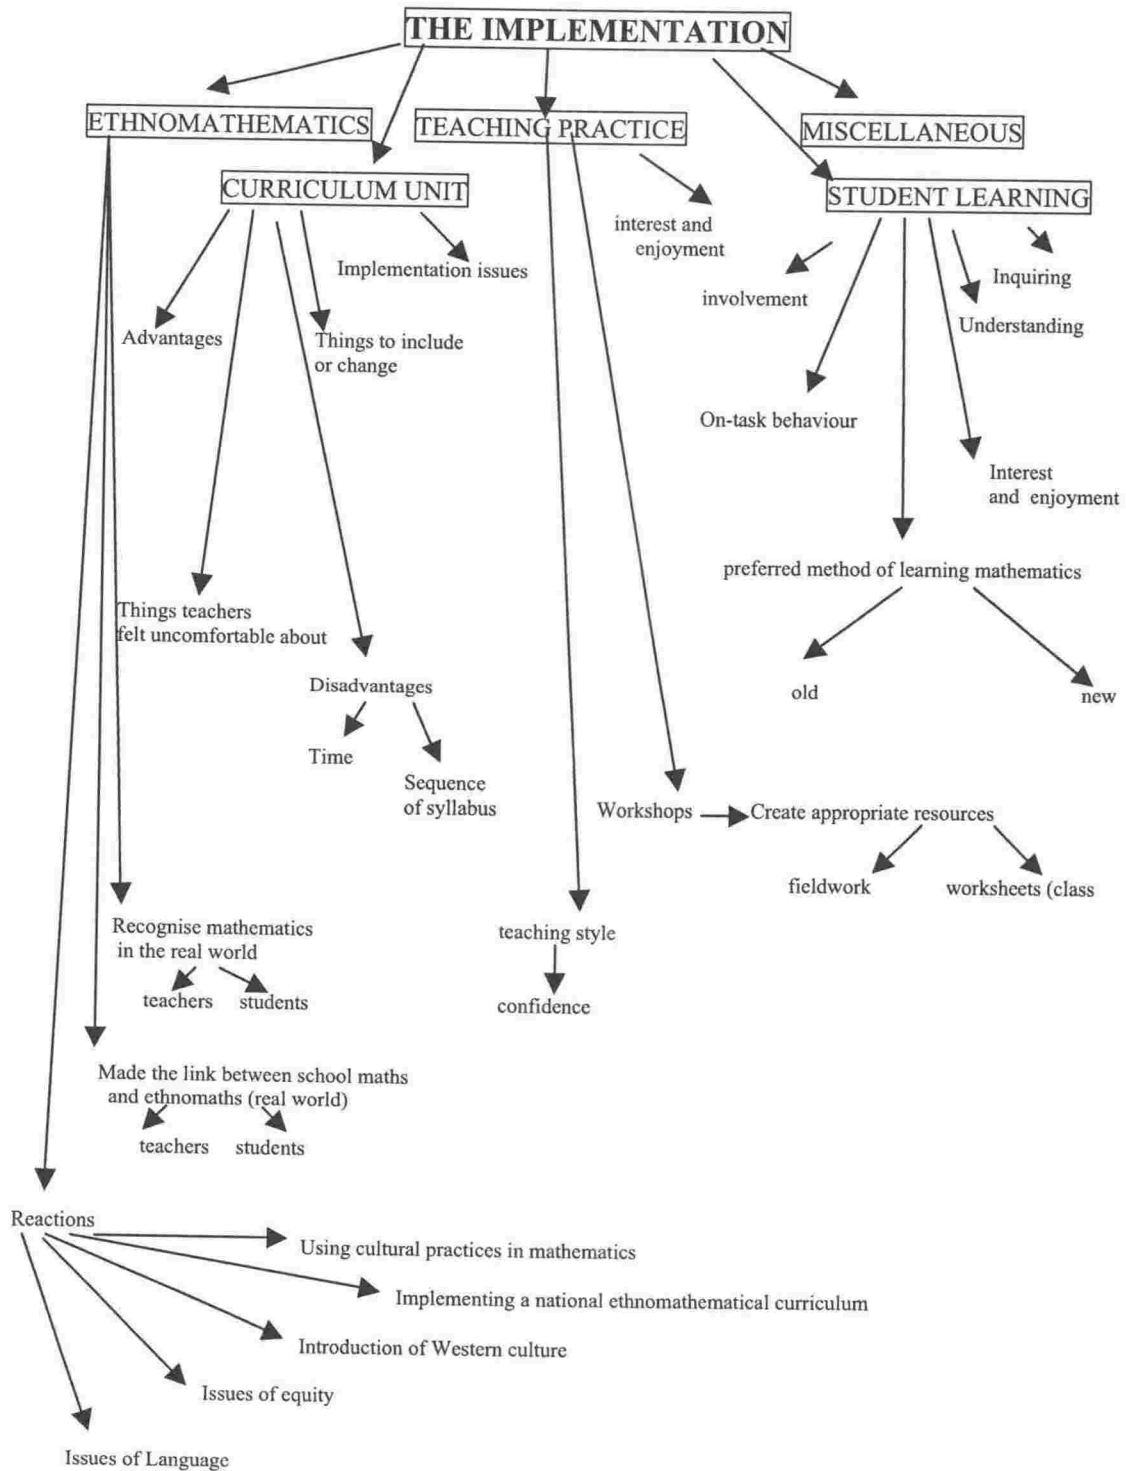 THE IMPLEMENTATION
ETHNOMATHEMATICS
TEACHING PRACTICE
MISCELLANEOUS
CURRICULUM UNIT
STUDENT LEARNING
interest and
enjoyment
Implementation issues
Inquiring
involvement
Understanding
Advantages
Things to include
or change
On-task behaviour
Interest
and enjoyment
preferred method of learning mathematics
Things teachers
felt uncomfortable about
Disadvantages
old
new
Time
Sequence
of syllabus
Workshops
Create appropriate resources
fieldwork
worksheets (class
Recognise mathematics
in the real world
teaching style
teachers
students
confidence
Made the link between school maths
and ethnomaths (real world)
teachers
students
Reactions
Using cultural practices in mathematics
Implementing a national ethnomathematical curriculum
Introduction of Western culture
Issues of equity
Issues of Language